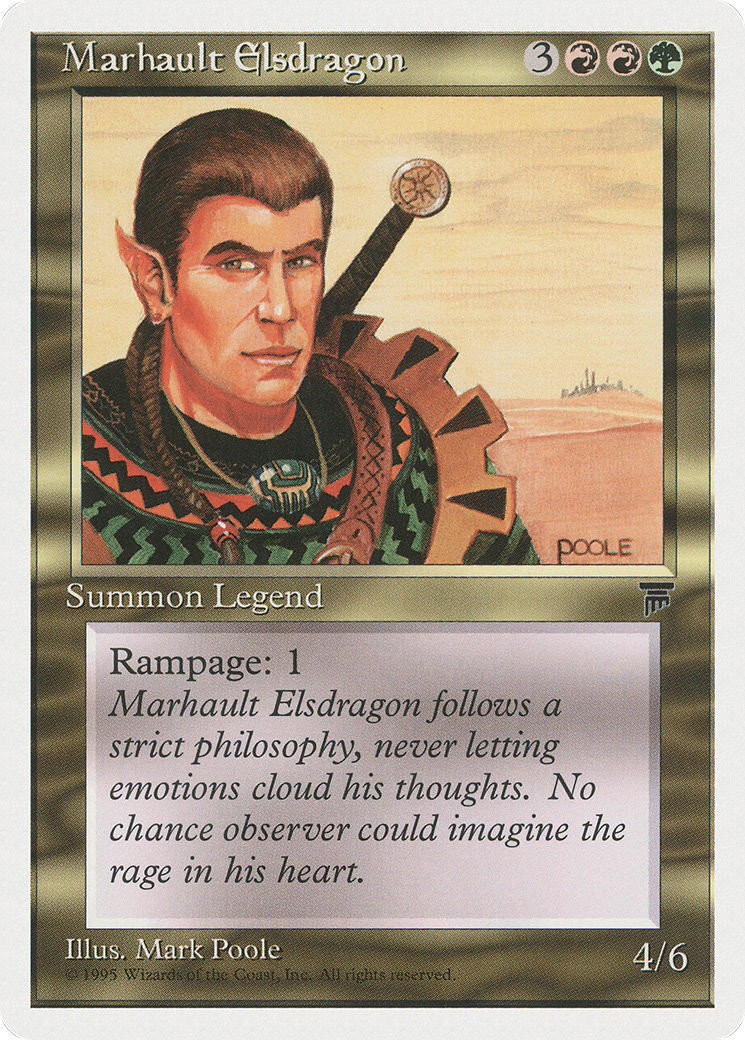 Marhault Elsdragon 3
POOLE
Summon Legend
Rampage: 1
Marhault Elsdragon follows a
strict philosophy, never letting
emotions cloud his thoughts. No
chance observer could imagine the
rage in his heart.
Illus. Mark Poole
4/6
© 1995 Wizards of the Coast, Inc. All rights reserved.